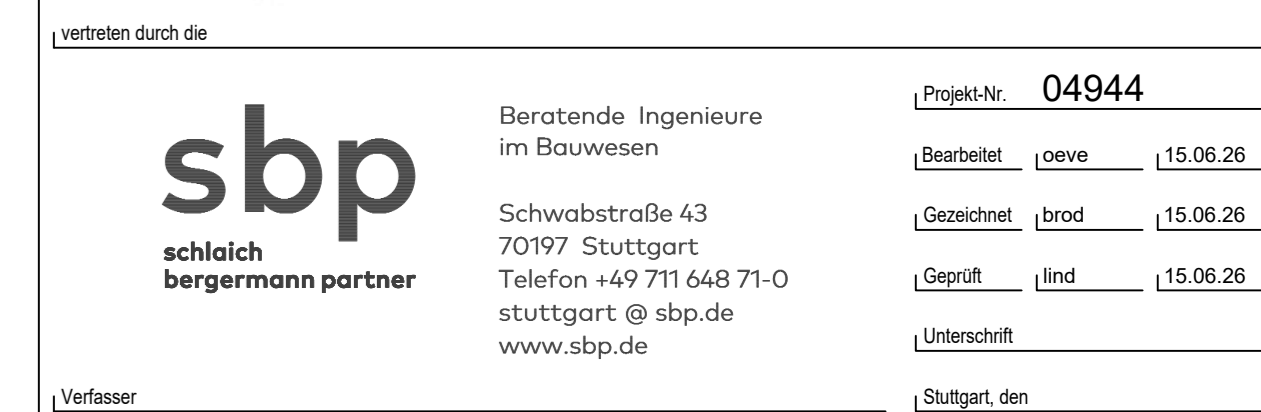 vertreten durch die
sbp
schlaich
bergermann partner
Beratende Ingenieure
im Bauwesen
Schwabstraße 43
70197 Stuttgart
Telefon +49 711 648 71-0
stuttgart @ sbp.de
www.sbp.de
Projekt-Nr. 04944
Bearbeitet oeve 15.06.26
Gezeichnet brod 15.06.26
Geprüft lind 15.06.26
Unterschrift
Verfasser
Stuttgart, den